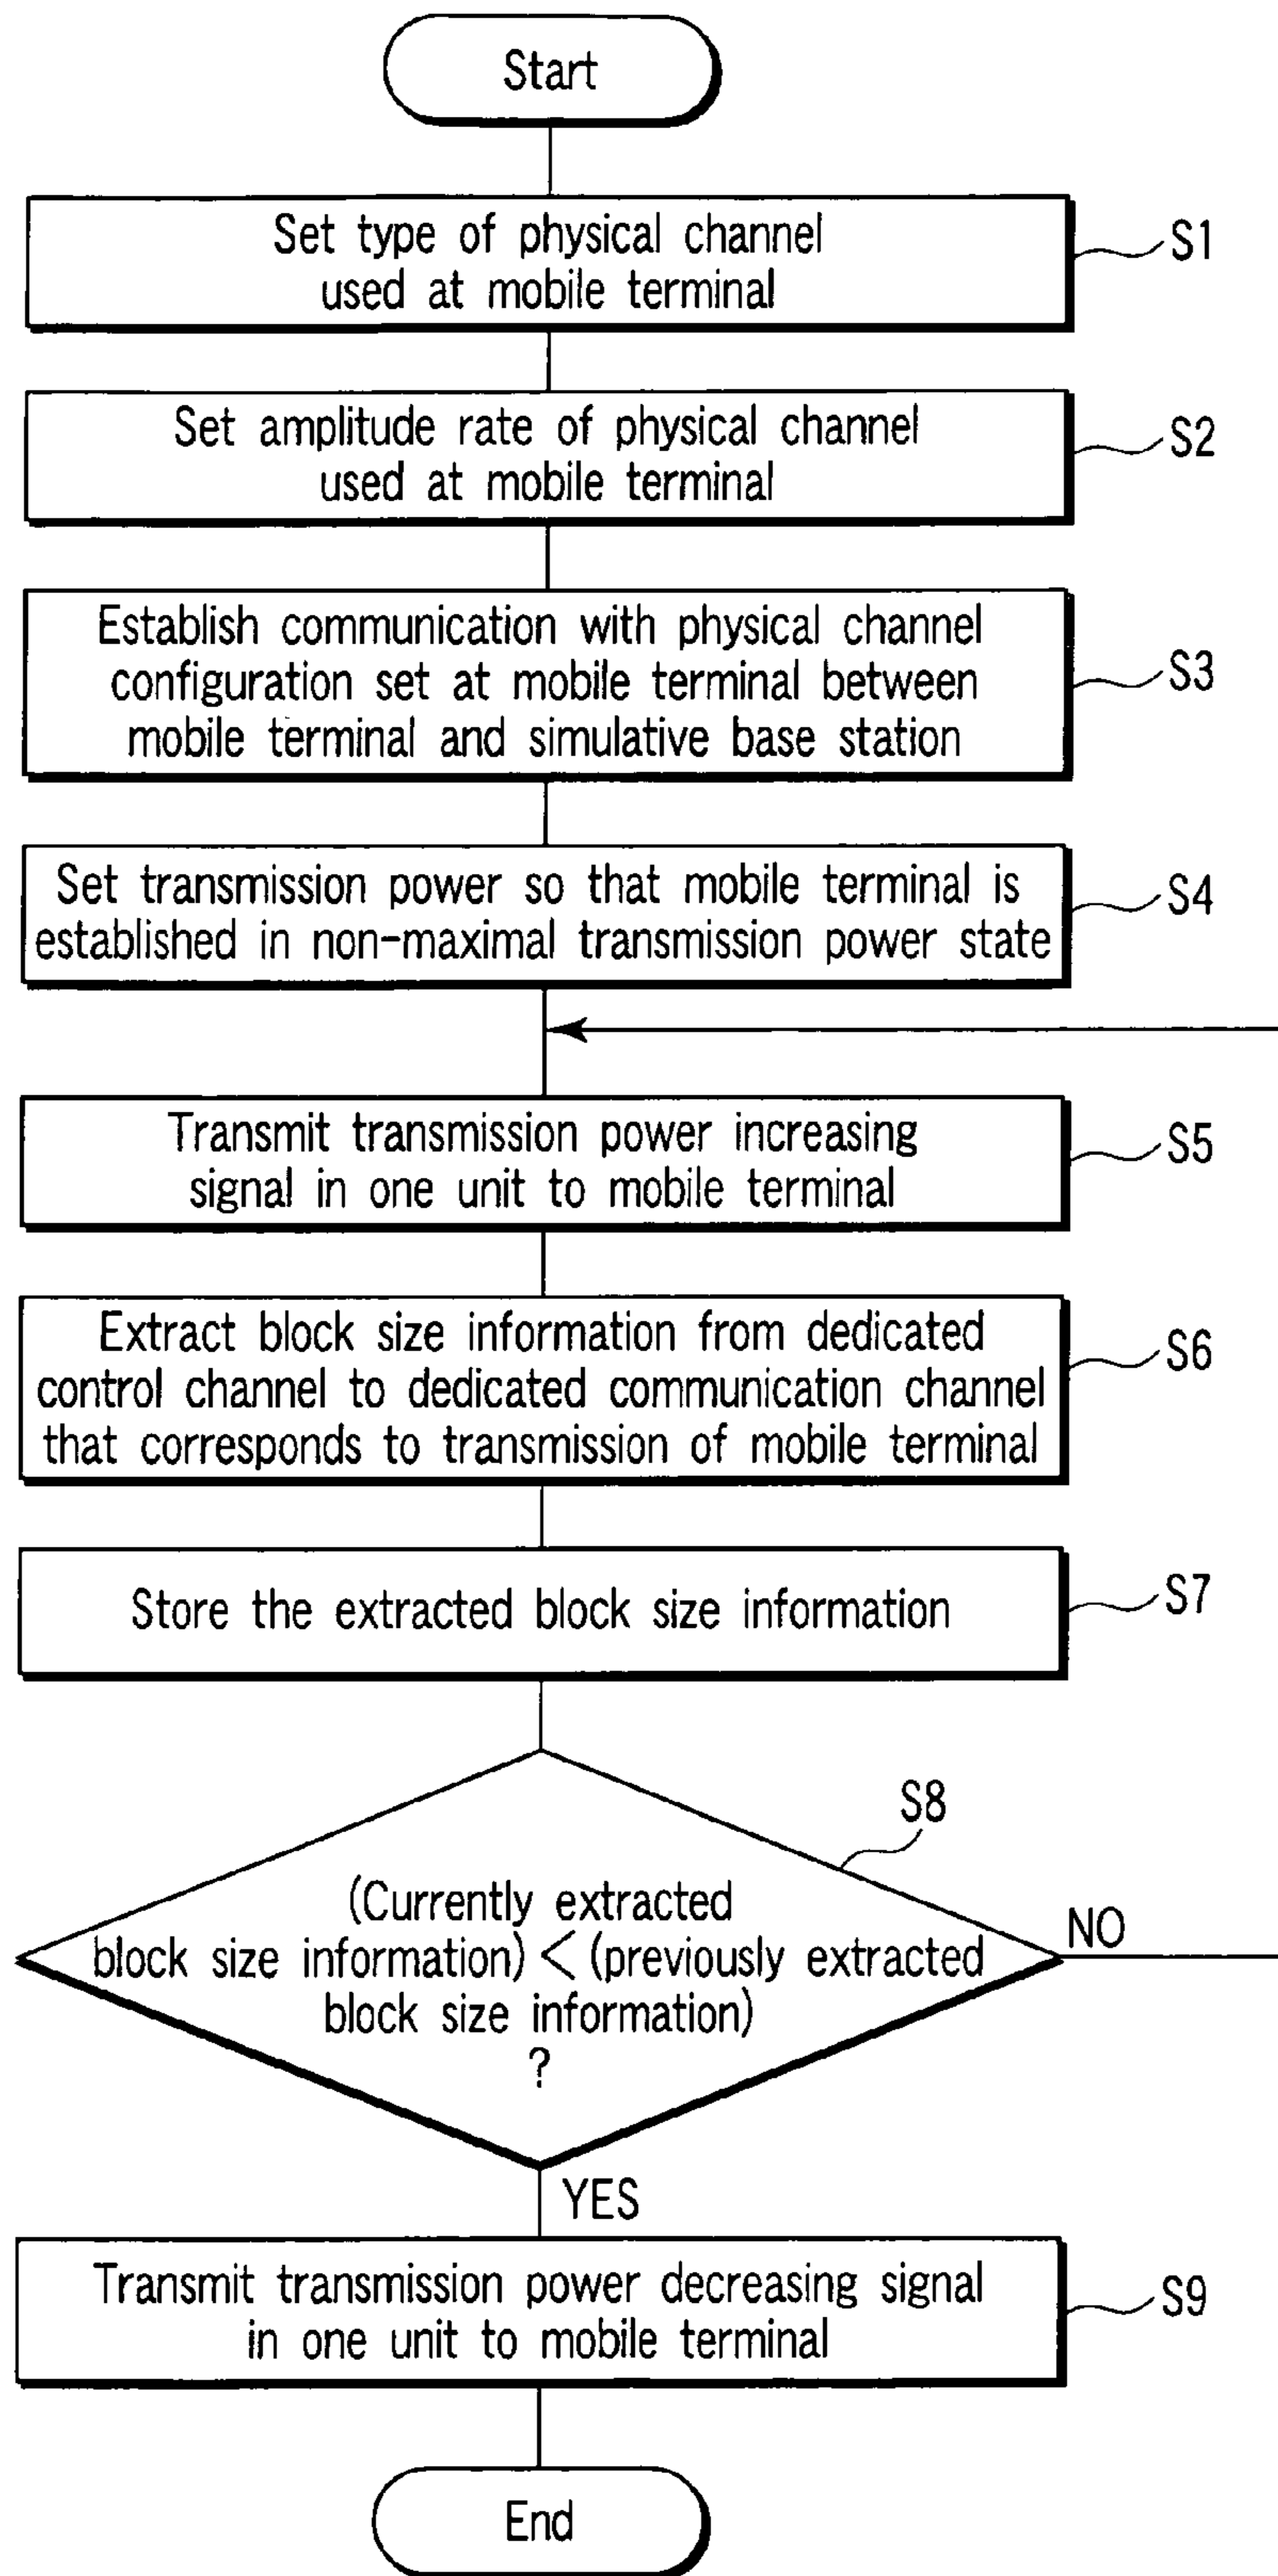 Start
Set type of physical channel
used at mobile terminal
S1
Set amplitude rate of physical channel
used at mobile terminal
S2
Establish communication with physical channel
configuration set at mobile terminal between
mobile terminal and simulative base station
S3
Set transmission power so that mobile terminal is
established in non-maximal transmission power state
S4
Transmit transmission power increasing
signal in one unit to mobile terminal
S5
Extract block size information from dedicated
control channel to dedicated communication channel
that corresponds to transmission of mobile terminal
S6
Store the extracted block size information
S7
S8
(Currently extracted
block size information) < (previously extracted
block size information)
?
NO
YES
Transmit transmission power decreasing signal
in one unit to mobile terminal
S9
End